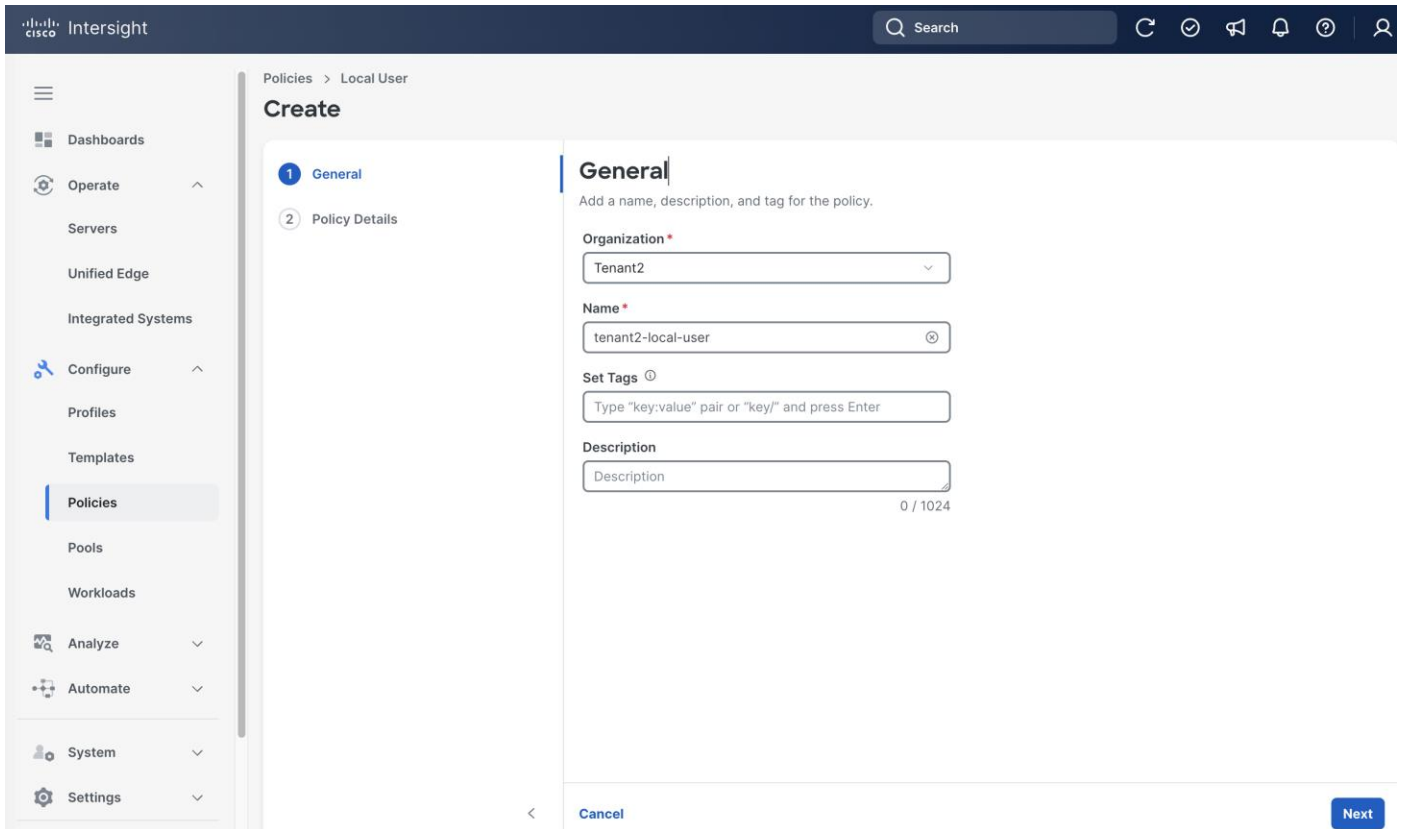 CISCO Intersight
Search
Policies > Local User
Create
Dashboards
Operate
Servers
Unified Edge
Integrated Systems
Configure
Profiles
Templates
Policies
Pools
Workloads
Analyze
Automate
System
Settings
1 General
2 Policy Details
General
Add a name, description, and tag for the policy.
Organization *
Tenant2
Name *
tenant2-local-user
Set Tags
Type "key:value" pair or "key/" and press Enter
Description
Description
0 / 1024
< Cancel Next